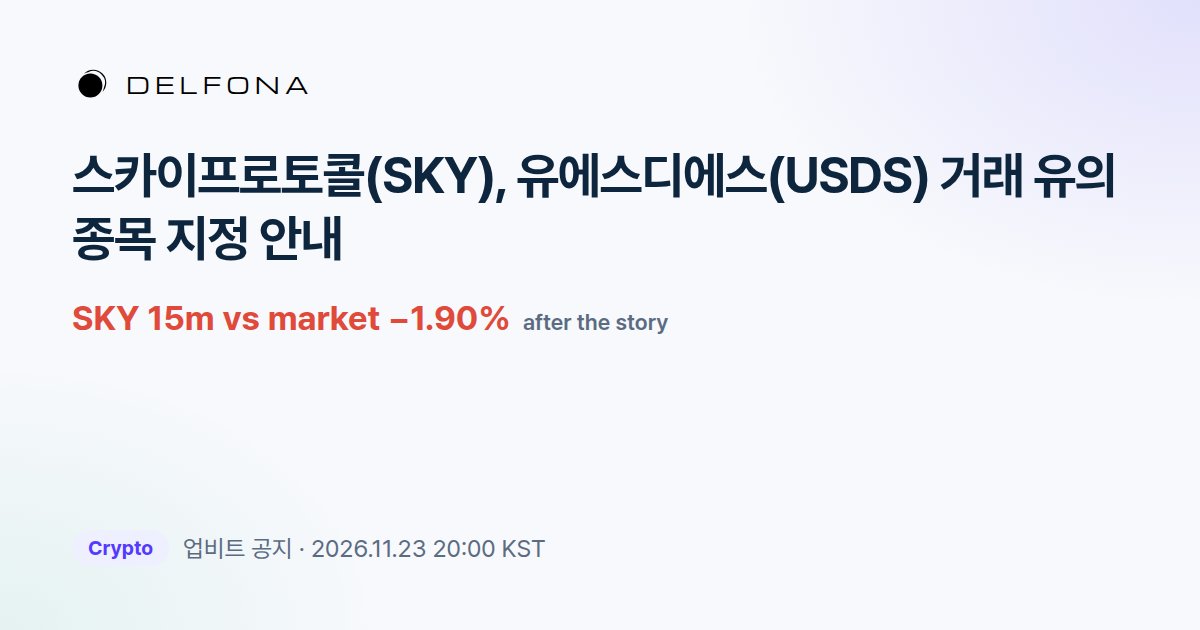 DELFONA
스카이프로토콜(SKY), 유에스디에스(USDS) 거래 유의
종목 지정 안내
SKY 15m vs market −1.90% after the story
Crypto 업비트 공지 · 2026.11.23 20:00 KST